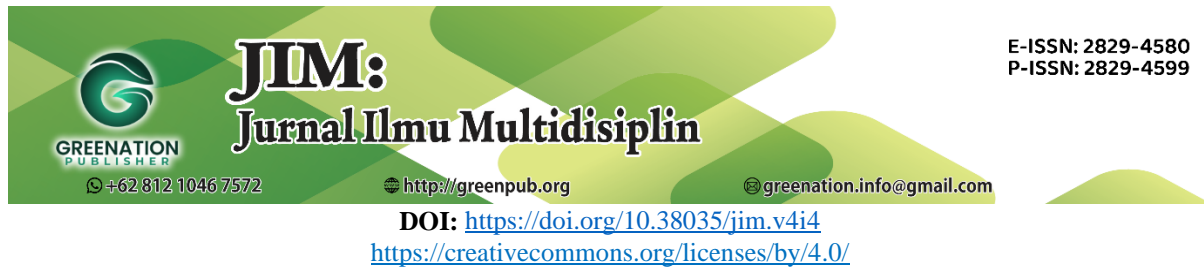 JIM:
Jurnal Ilmu Multidisiplin
E-ISSN: 2829-4580
P-ISSN: 2829-4599
GREENATION
PUBLISHER
+62 812 1046 7572
http://greenpub.org
greenation.info@gmail.com
DOI: https://doi.org/10.38035/jim.v4i4
https://creativecommons.org/licenses/by/4.0/